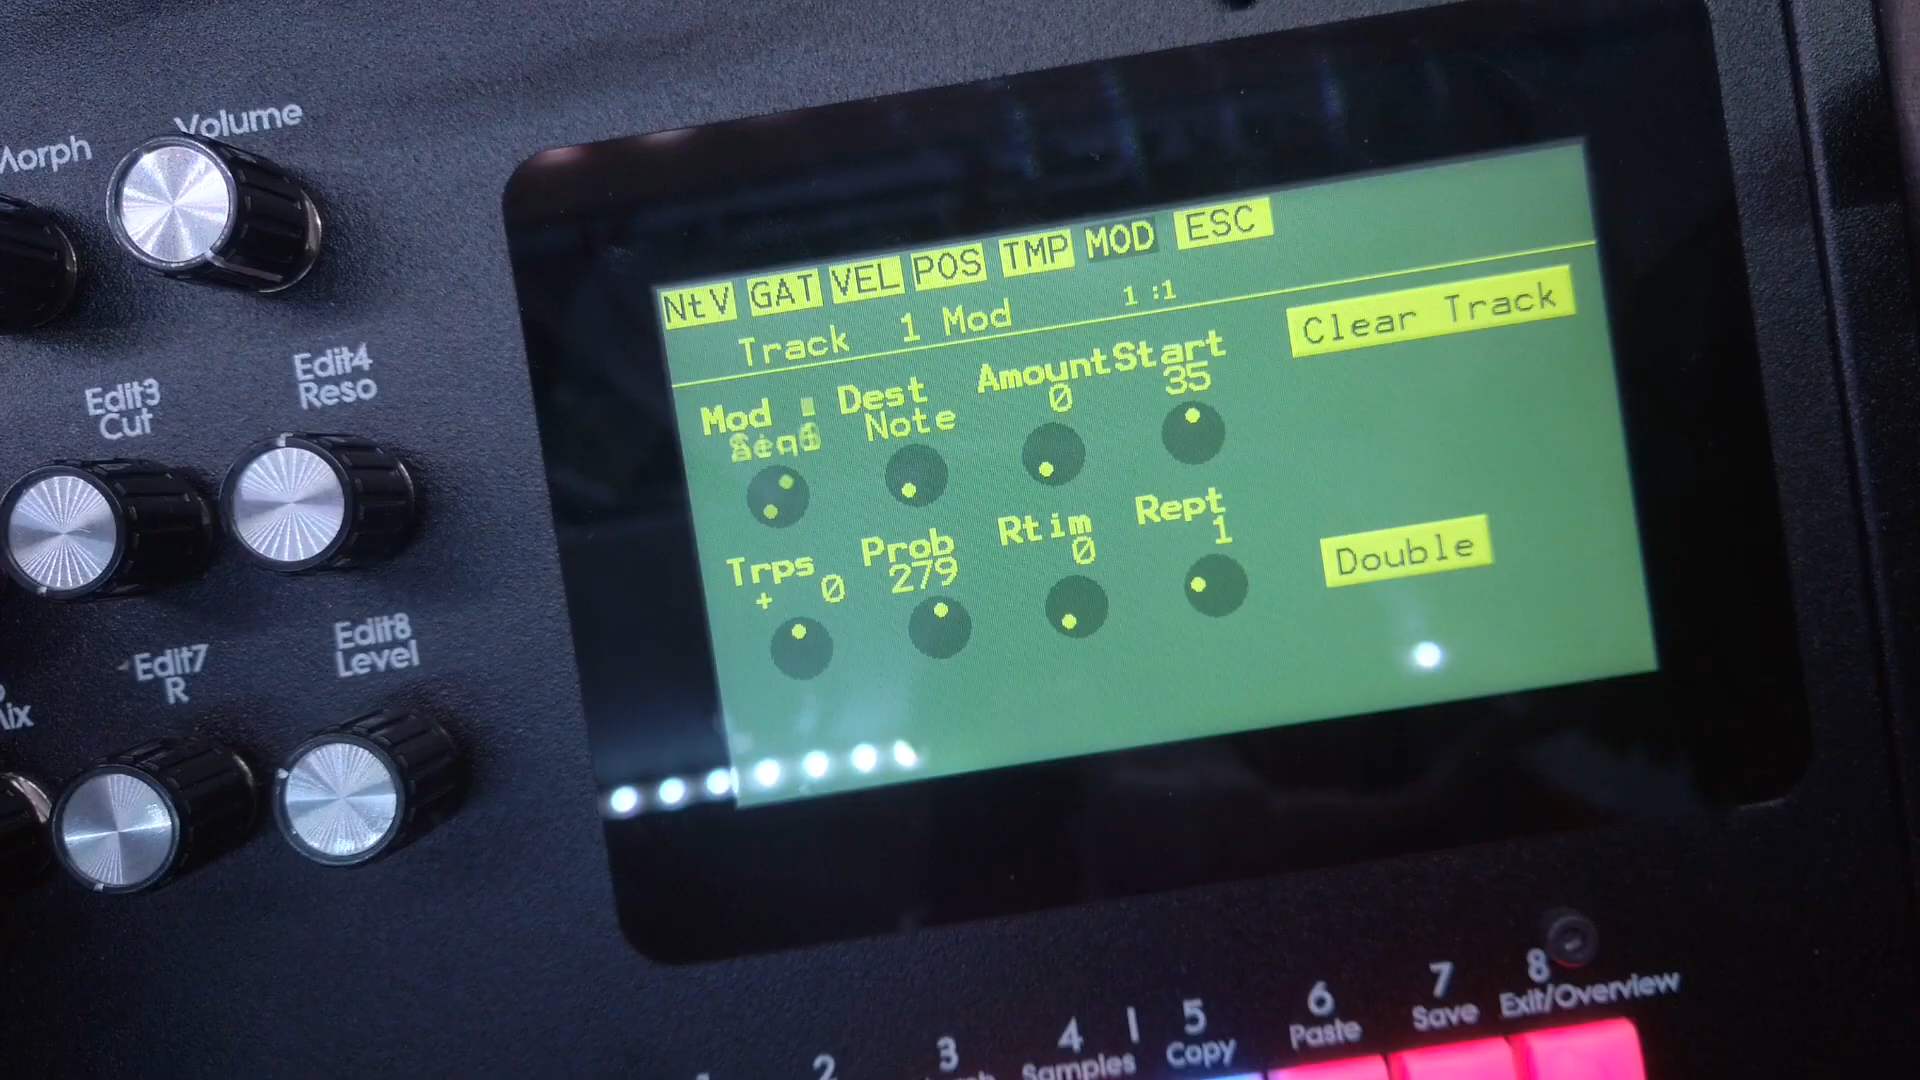 Morph
Volume
Edit3
Cut
Edit4
Reso
Edit7
R
Edit8
Level
NtV GAT VEL POS TMP MOD ESC
Track 1 Mod 1:1
Clear Track
Mod Dest Amount Start
Note 0 35
Trps Prob Rtim Rept
+ 0 279 0 1
Double
1 2 3 4 5 6 7 8
Samples Copy Paste Save Exit/Overview